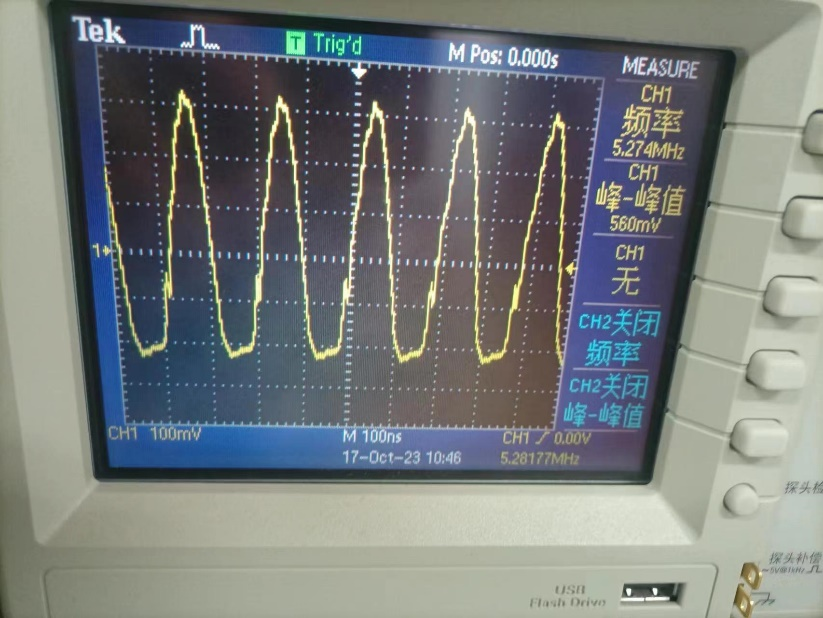 Tek
T Trig'd
M Pos: 0.000s
MEASURE
CH1
频率
5.274MHz
CH1
峰-峰值
560mV
CH1
无
CH2关闭
频率
CH2关闭
峰-峰值
1
CH1 100mV
M 100ns
CH1 / 0.00V
17-Oct-23 10:46
5.28177MHz
探头检
探头补偿
~5V@1kHz
USB
Flash Drive